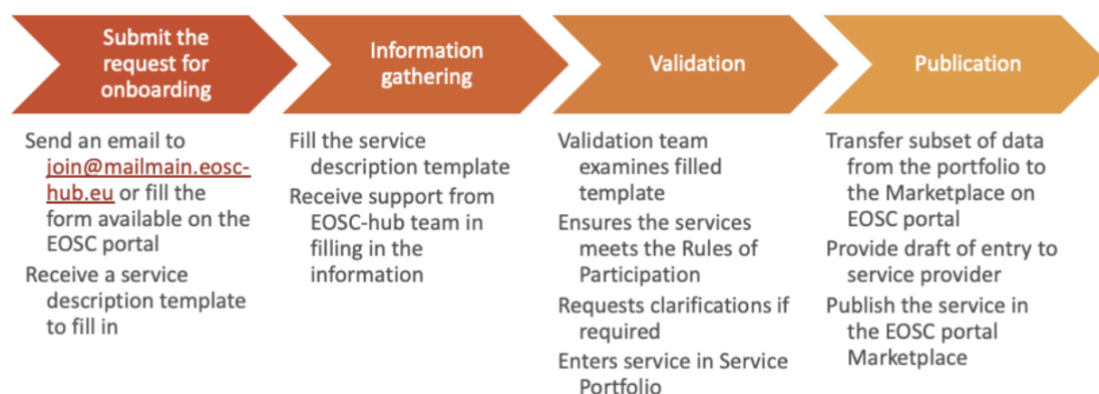 Submit the
request for
onboarding
Information
gathering
Validation
Publication
Send an email to
join@mailmain.eosc-
hub.eu or fill the
form available on the
EOSC portal
Receive a service
description template
to fill in
Fill the service
description template
Receive support from
EOSC-hub team in
filling in the
information
Validation team
examines filled
template
Ensures the services
meets the Rules of
Participation
Requests clarifications if
required
Enters service in Service
Portfolio
Transfer subset of data
from the portfolio to
the Marketplace on
EOSC portal
Provide draft of entry to
service provider
Publish the service in
the EOSC portal
Marketplace